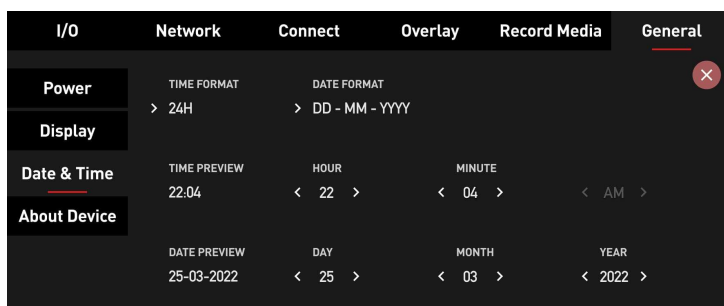 I/O Network Connect Overlay Record Media General
Power
Display
Date & Time
About Device
TIME FORMAT DATE FORMAT
> 24H > DD - MM - YYYY
TIME PREVIEW HOUR MINUTE
22:04 < 22 > < 04 > < AM >
DATE PREVIEW DAY MONTH YEAR
25-03-2022 < 25 > < 03 > < 2022 >